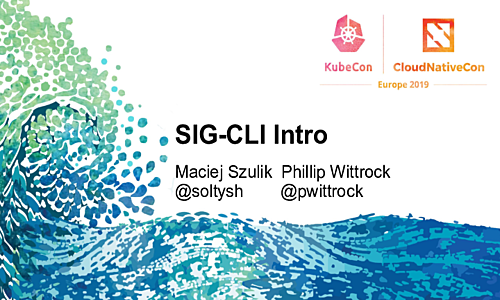 KubeCon
CloudNativeCon
Europe 2019
SIG-CLI Intro
Maciej Szulik Phillip Wittrock
@soltysh @pwittrock